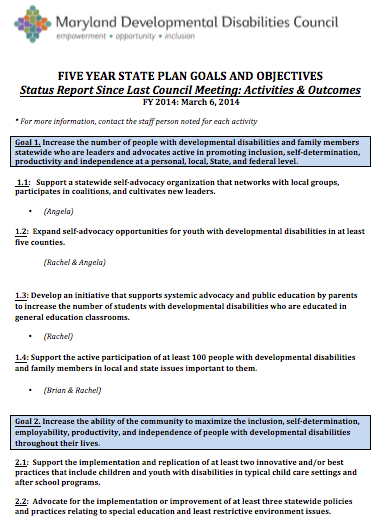 Maryland Developmental Disabilities Council
empowerment • opportunity • inclusion
FIVE YEAR STATE PLAN GOALS AND OBJECTIVES
Status Report Since Last Council Meeting: Activities & Outcomes
FY 2014: March 6, 2014
* For more information, contact the staff person noted for each activity
Goal 1. Increase the number of people with developmental disabilities and family members
statewide who are leaders and advocates active in promoting inclusion, self-determination,
productivity and independence at a personal, local, State, and federal level.
1.1: Support a statewide self-advocacy organization that networks with local groups,
participates in coalitions, and cultivates new leaders.
• (Angela)
1.2: Expand self-advocacy opportunities for youth with developmental disabilities in at least
five counties.
(Rachel & Angela)
1.3: Develop an initiative that supports systemic advocacy and public education by parents
to increase the number of students with developmental disabilities who are educated in
general education classrooms.
• (Rachel)
1.4: Support the active participation of at least 100 people with developmental disabilities
and family members in local and state issues important to them.
• (Brian & Rachel)
Goal 2. Increase the ability of the community to maximize the inclusion, self-determination,
employability, productivity, and independence of people with developmental disabilities
throughout their lives.
2.1: Support the implementation and replication of at least two innovative and/or best
practices that include children and youth with disabilities in typical child care settings and
after school programs.
2.2: Advocate for the implementation or improvement of at least three statewide policies
and practices relating to special education and least restrictive environment issues.